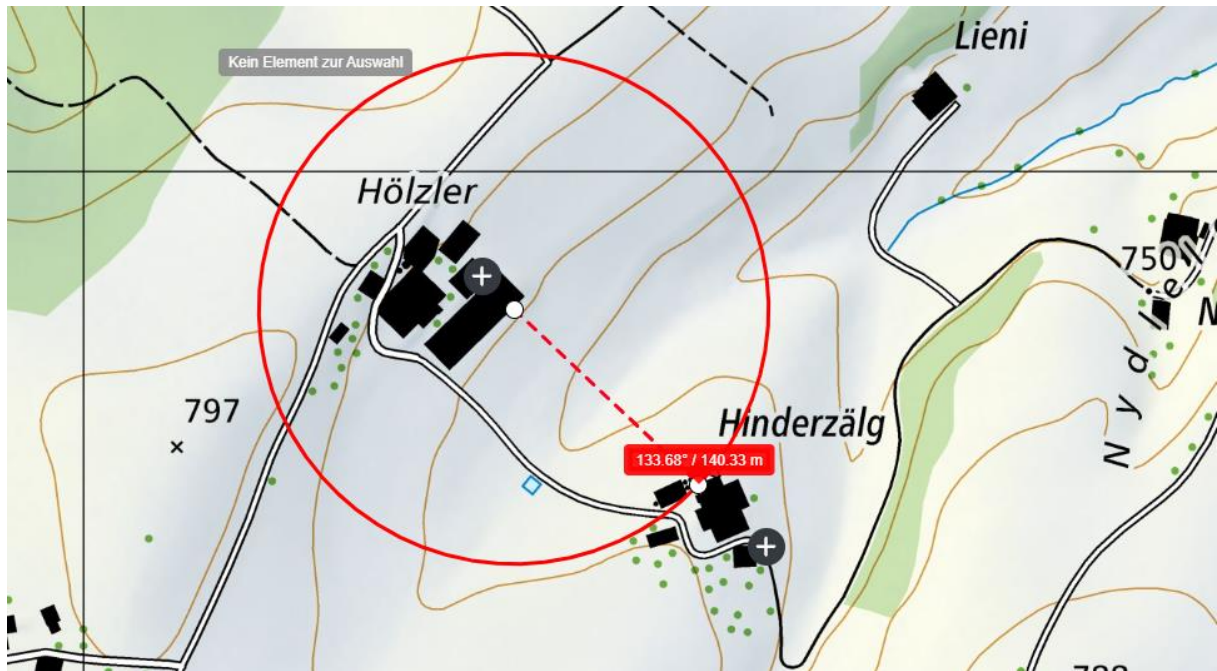 Lieni
Kein Element zur Auswahl
Hölzler
750
797
Hinderzälg
133.68° / 140.33 m